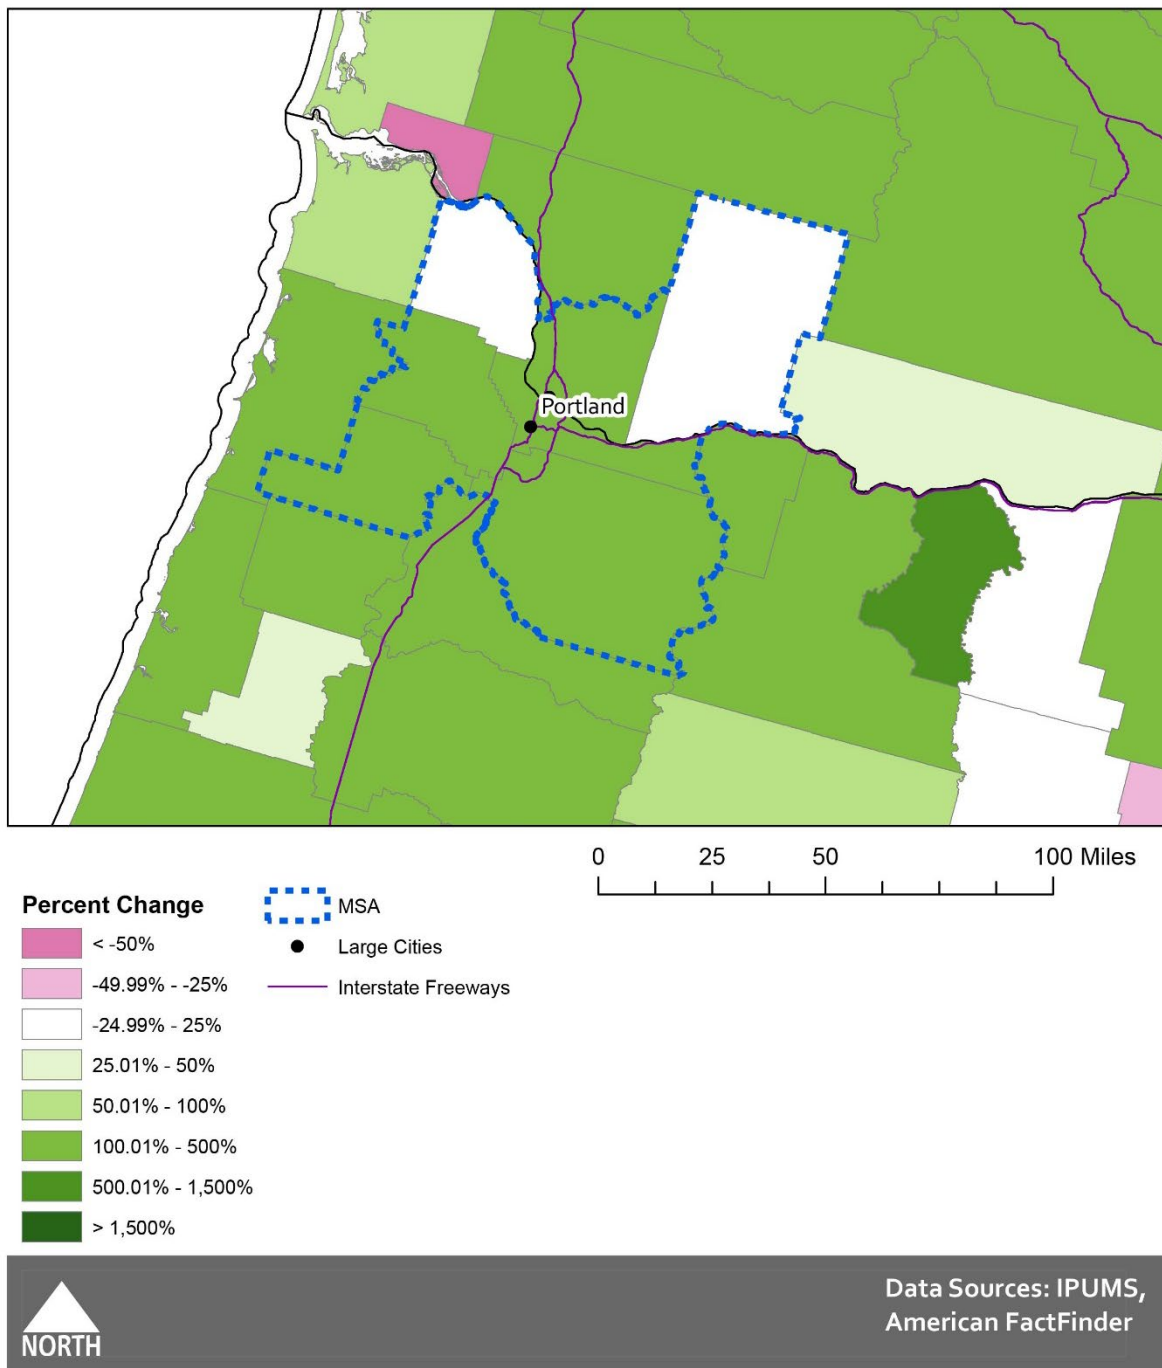 Portland
0 25 50 100 Miles
Percent Change
< -50%
-49.99% - -25%
-24.99% - 25%
25.01% - 50%
50.01% - 100%
100.01% - 500%
500.01% - 1,500%
> 1,500%
MSA
Large Cities
Interstate Freeways
NORTH
Data Sources: IPUMS,
American FactFinder